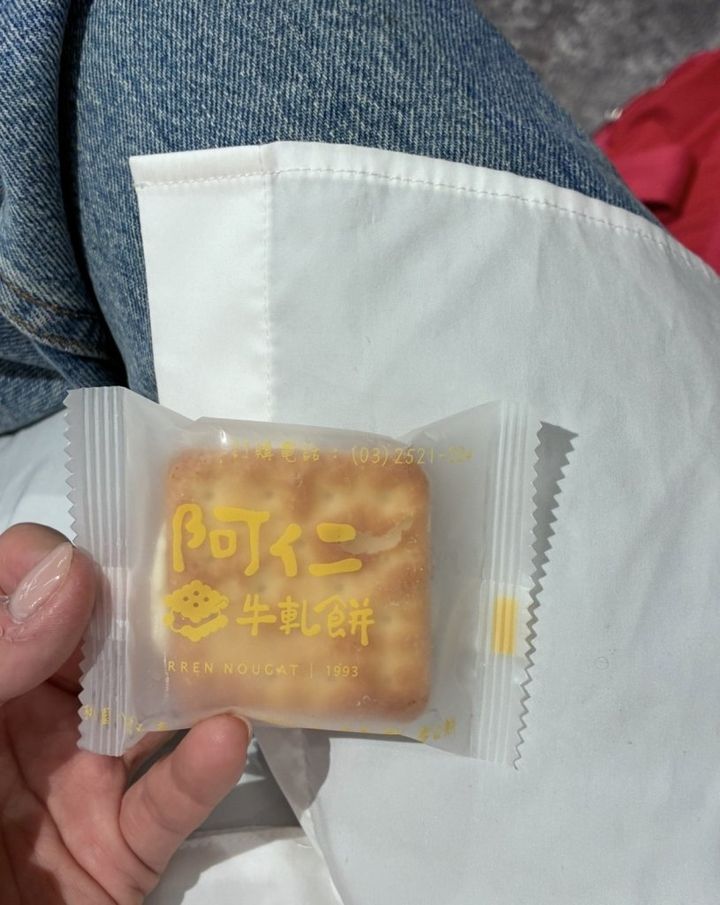 訂購電話：(03)2521-
阿仁
牛軋餅
RREN NOUGAT | 1993